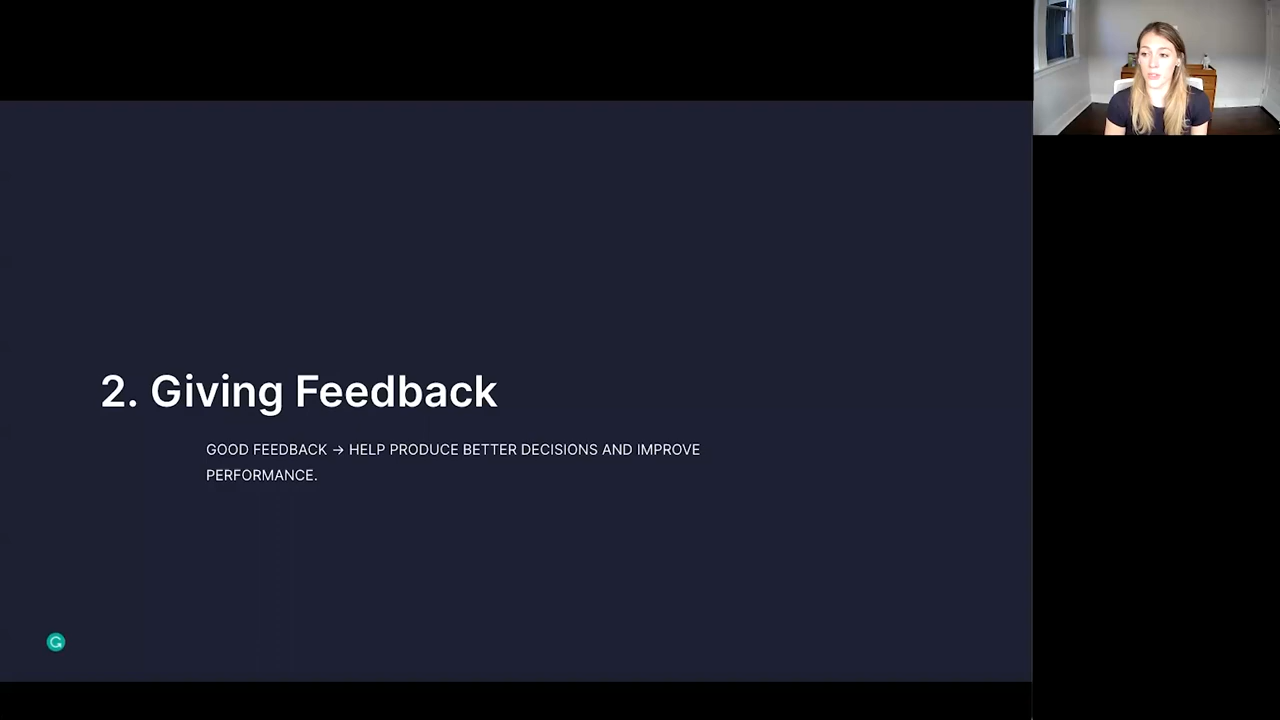 2. Giving Feedback
GOOD FEEDBACK → HELP PRODUCE BETTER DECISIONS AND IMPROVE
PERFORMANCE.